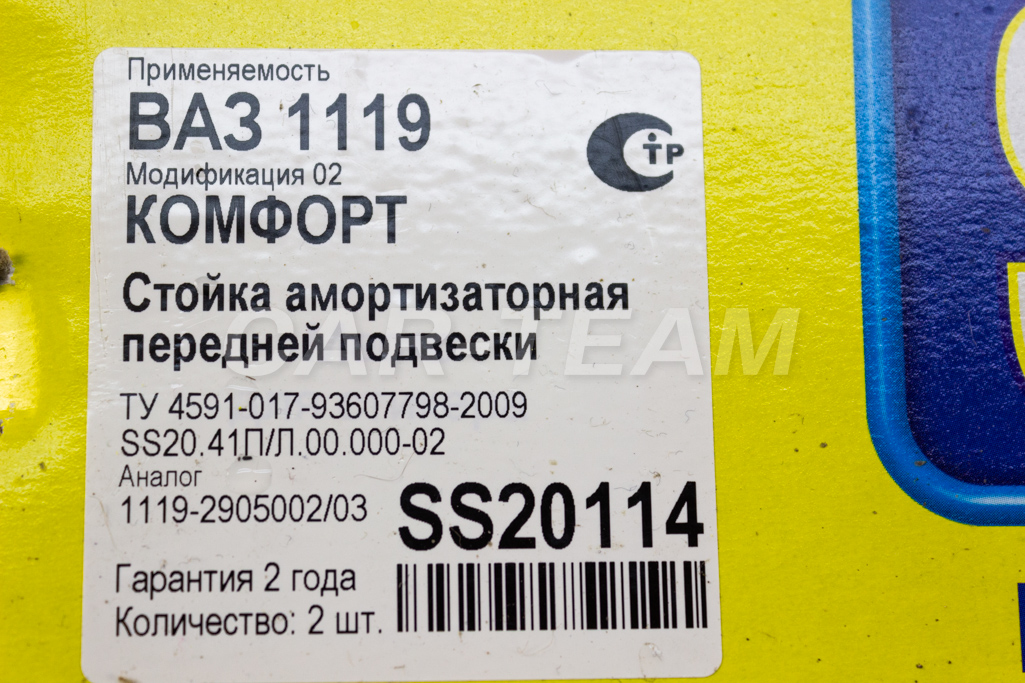 Применяемость
ВАЗ 1119
Модификация 02
КОМФОРТ
Стойка амортизаторная
передней подвески
CAR TEAM
ТУ 4591-017-93607798-2009
SS20.41П/Л.00.000-02
Аналог
1119-2905002/03
SS20114
Гарантия 2 года
Количество: 2 шт.